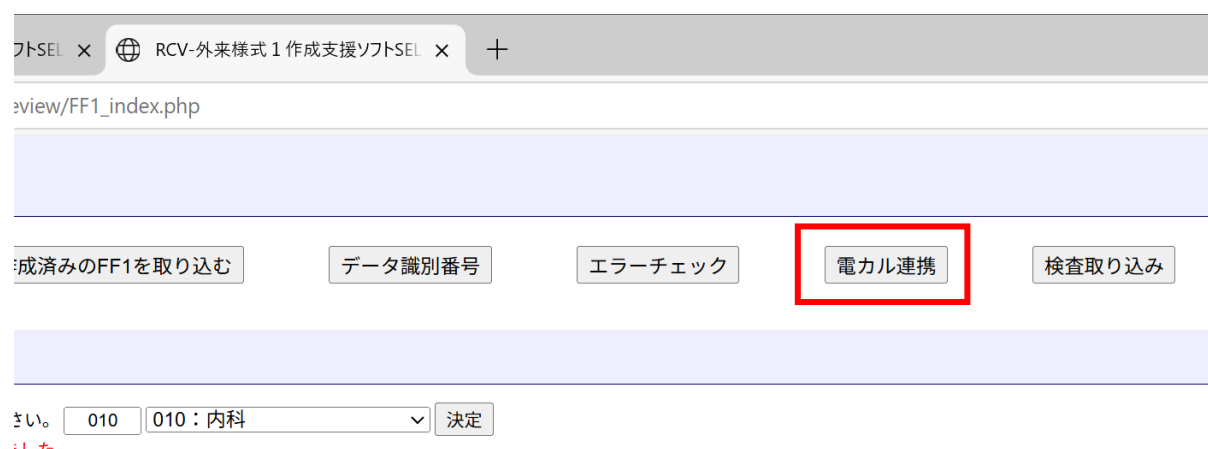 フトSEL × RCV-外来様式1作成支援ソフトSEL × +
eview/FF1_index.php
成済みのFF1を取り込む データ識別番号 エラーチェック 電カル連携 検査取り込み
さい。 010 010：内科 決定
した